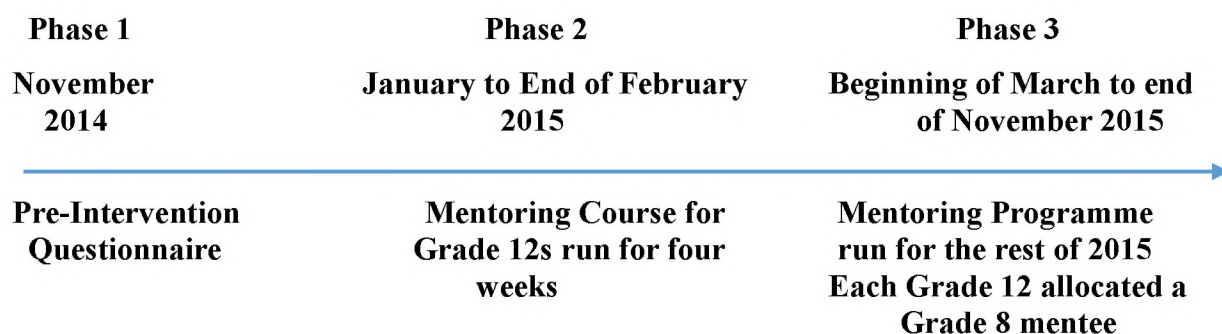 Phase 1
November
2014
Pre-Intervention
Questionnaire
Phase 2
January to End of February
2015
Mentoring Course for
Grade 12s run for four
weeks
Phase 3
Beginning of March to end
of November 2015
Mentoring Programme
run for the rest of 2015
Each Grade 12 allocated a
Grade 8 mentee